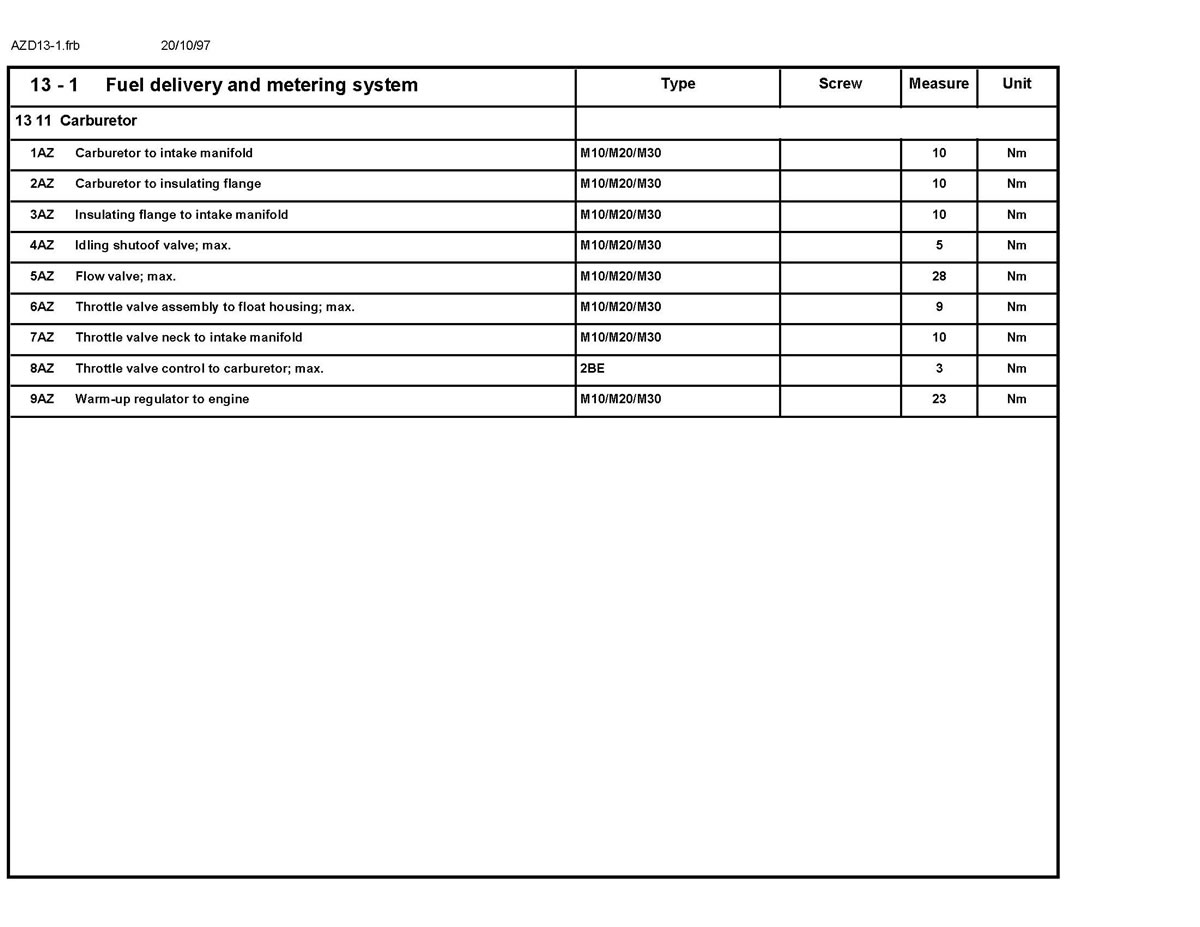 AZD13-1.frb 20/10/97
13 - 1 Fuel delivery and metering system Type Screw Measure Unit
13 11 Carburetor
1AZ Carburetor to intake manifold M10/M20/M30 10 Nm
2AZ Carburetor to insulating flange M10/M20/M30 10 Nm
3AZ Insulating flange to intake manifold M10/M20/M30 10 Nm
4AZ Idling shutoof valve; max. M10/M20/M30 5 Nm
5AZ Flow valve; max. M10/M20/M30 28 Nm
6AZ Throttle valve assembly to float housing; max. M10/M20/M30 9 Nm
7AZ Throttle valve neck to intake manifold M10/M20/M30 10 Nm
8AZ Throttle valve control to carburetor; max. 2BE 3 Nm
9AZ Warm-up regulator to engine M10/M20/M30 23 Nm